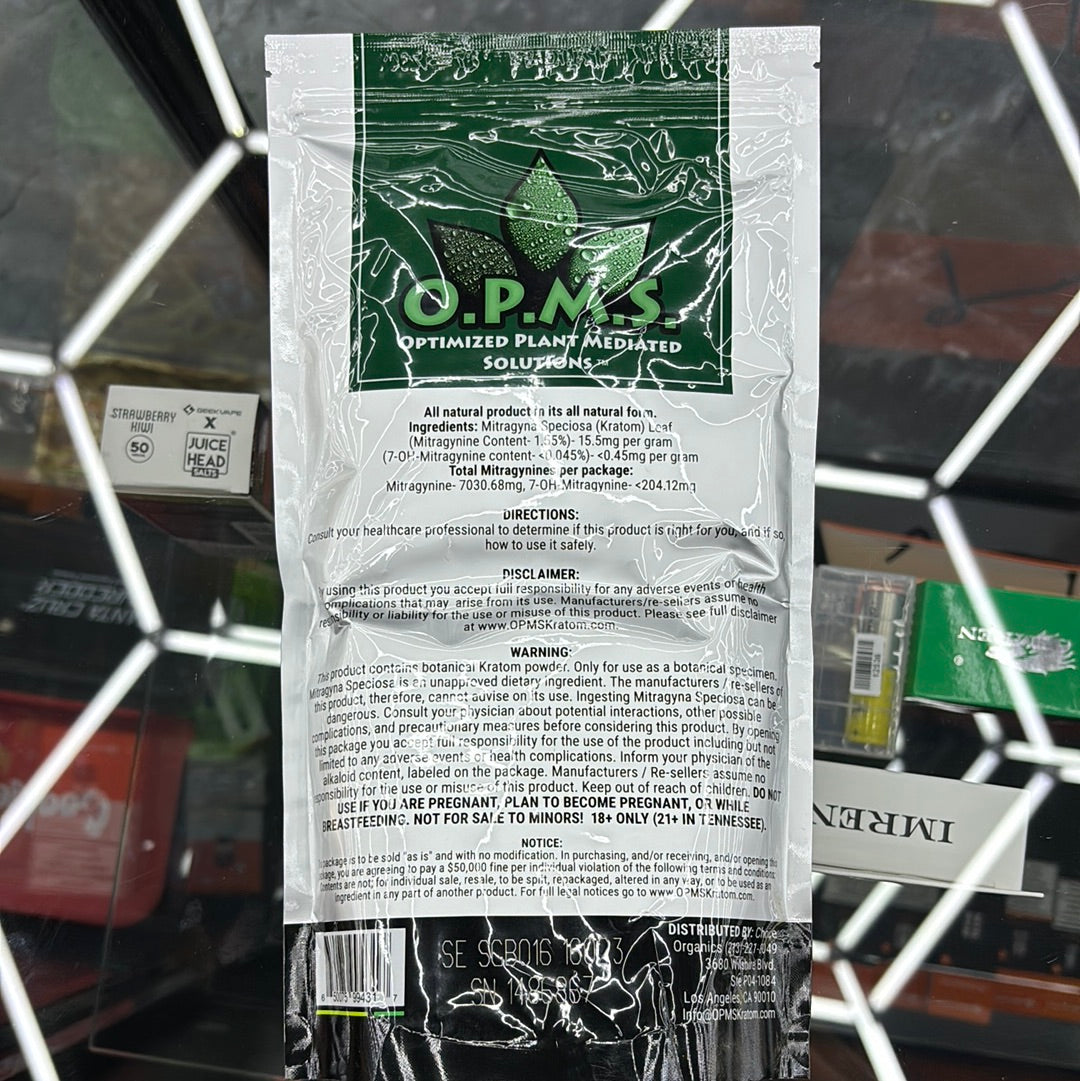 O.P.M.S.
OPTIMIZED PLANT MEDIATED
SOLUTIONS™
All natural product in its all natural form.
Ingredients: Mitragyna Speciosa (Kratom) Leaf
(Mitragynine Content- 1.55%)- 15.5mg per gram
(7-OH-Mitragynine content- <0.045%)- <0.45mg per gram
Total Mitragynines per package:
Mitragynine- 7030.68mg, 7-OH-Mitragynine- <204.12mg
DIRECTIONS:
Consult your healthcare professional to determine if this product is right for you, and if so,
how to use it safely.
DISCLAIMER:
using this product you accept full responsibility for any adverse events or health
complications that may arise from its use. Manufacturers/re-sellers assume no
responsibility or liability for the use or misuse of this product. Please see full disclaimer
at www.OPMSKratom.com.
WARNING:
This product contains botanical Kratom powder. Only for use as a botanical specimen.
Mitragyna Speciosa is an unapproved dietary ingredient. The manufacturers / re-sellers of
this product, therefore, cannot advise on its use. Ingesting Mitragyna Speciosa can be
dangerous. Consult your physician about potential interactions, other possible
complications, and precautionary measures before considering this product. By opening
this package you accept full responsibility for the use of the product including but not
limited to any adverse events or health complications. Inform your physician of the
alkaloid content, labeled on the package. Manufacturers / Re-sellers assume no
responsibility for the use or misuse of this product. Keep out of reach of children. DO NOT
USE IF YOU ARE PREGNANT, PLAN TO BECOME PREGNANT, OR WHILE
BREASTFEEDING. NOT FOR SALE TO MINORS! 18+ ONLY (21+ IN TENNESSEE).
NOTICE:
package is to be sold "as is" and with no modification. In purchasing, and/or receiving, and/or opening this
package, you are agreeing to pay a $50,000 fine per individual violation of the following terms and conditions:
Contents are not; for individual sale, resale, to be split, repackaged, altered in any way, or to be used as an
ingredient in any part of another product. For full legal notices go to www.OPMSKratom.com.
DISTRIBUTED BY:
Organics
3680 Wilshire Blvd.
Ste P04-1084
Los Angeles, CA 90010
Info@OPMSKratom.com
SE SCB016
SN
STRAWBERRY
KIWI
50
GEEKVAPE
X
JUICE
HEAD
SALTS
IMREN
IMREN